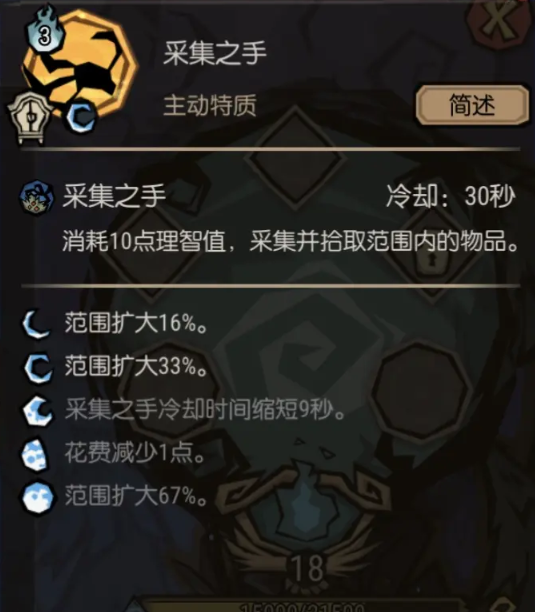 3
采集之手
主动特质
简述
采集之手
冷却：30秒
消耗10点理智值，采集并拾取范围内的物品。
范围扩大16%。
范围扩大33%。
采集之手冷却时间缩短9秒。
花费减少1点。
范围扩大67%。
18